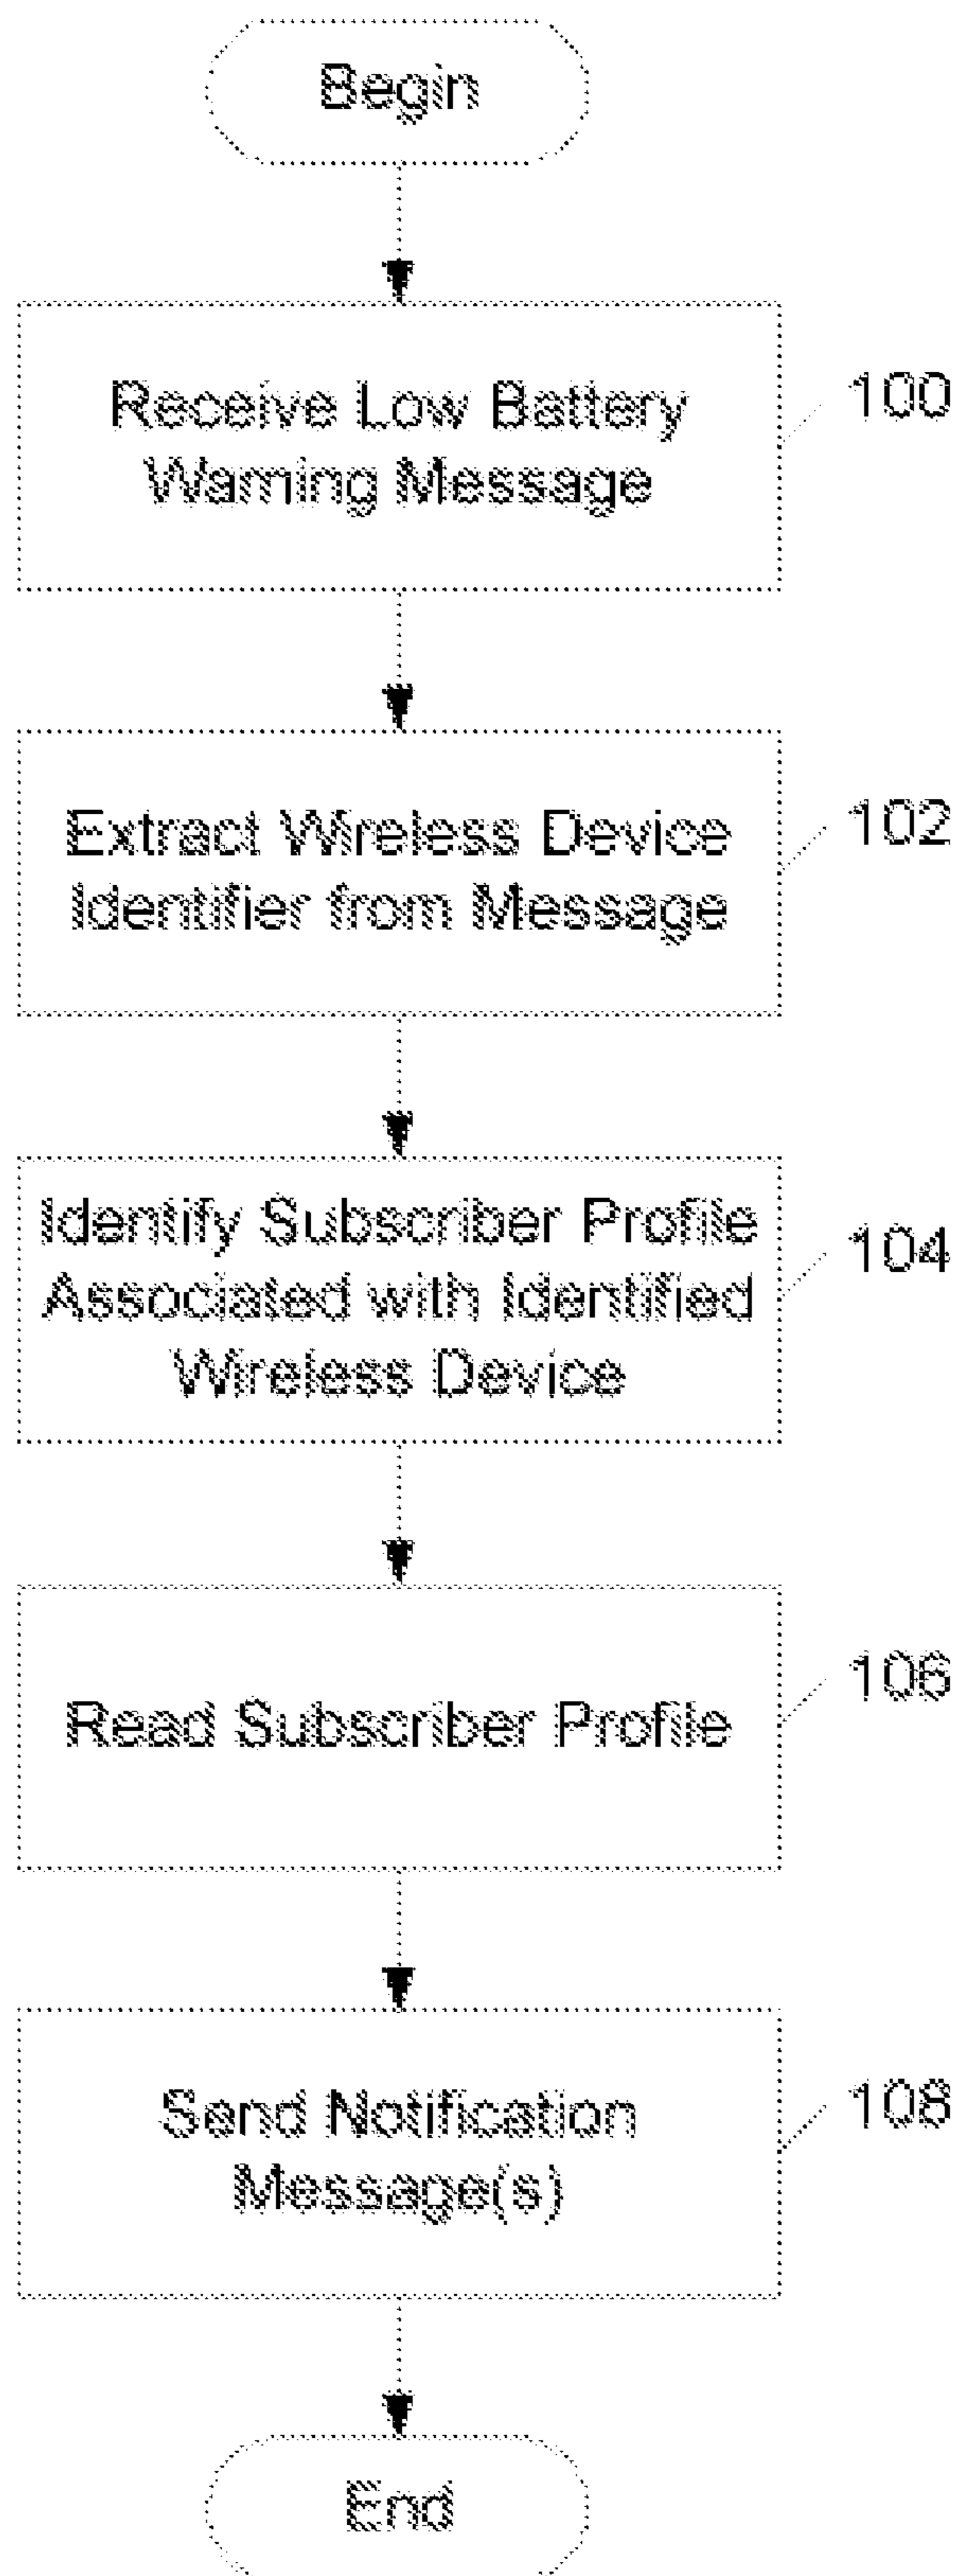 Begin
Receive Low Battery
Warning Message
100
Extract Wireless Device
Identifier from Message
102
Identify Subscriber Profile
Associated with Identified
Wireless Device
104
Read Subscriber Profile
106
Send Notification
Message(s)
108
End